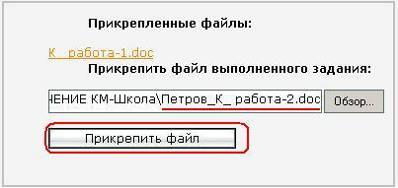 Прикрепленные файлы:
К_ работа-1.doc
Прикрепить файл выполненного задания:
ЧЕНИЕ КМ-Школа\Петров_К_ работа-2.doc Обзор...
Прикрепить файл